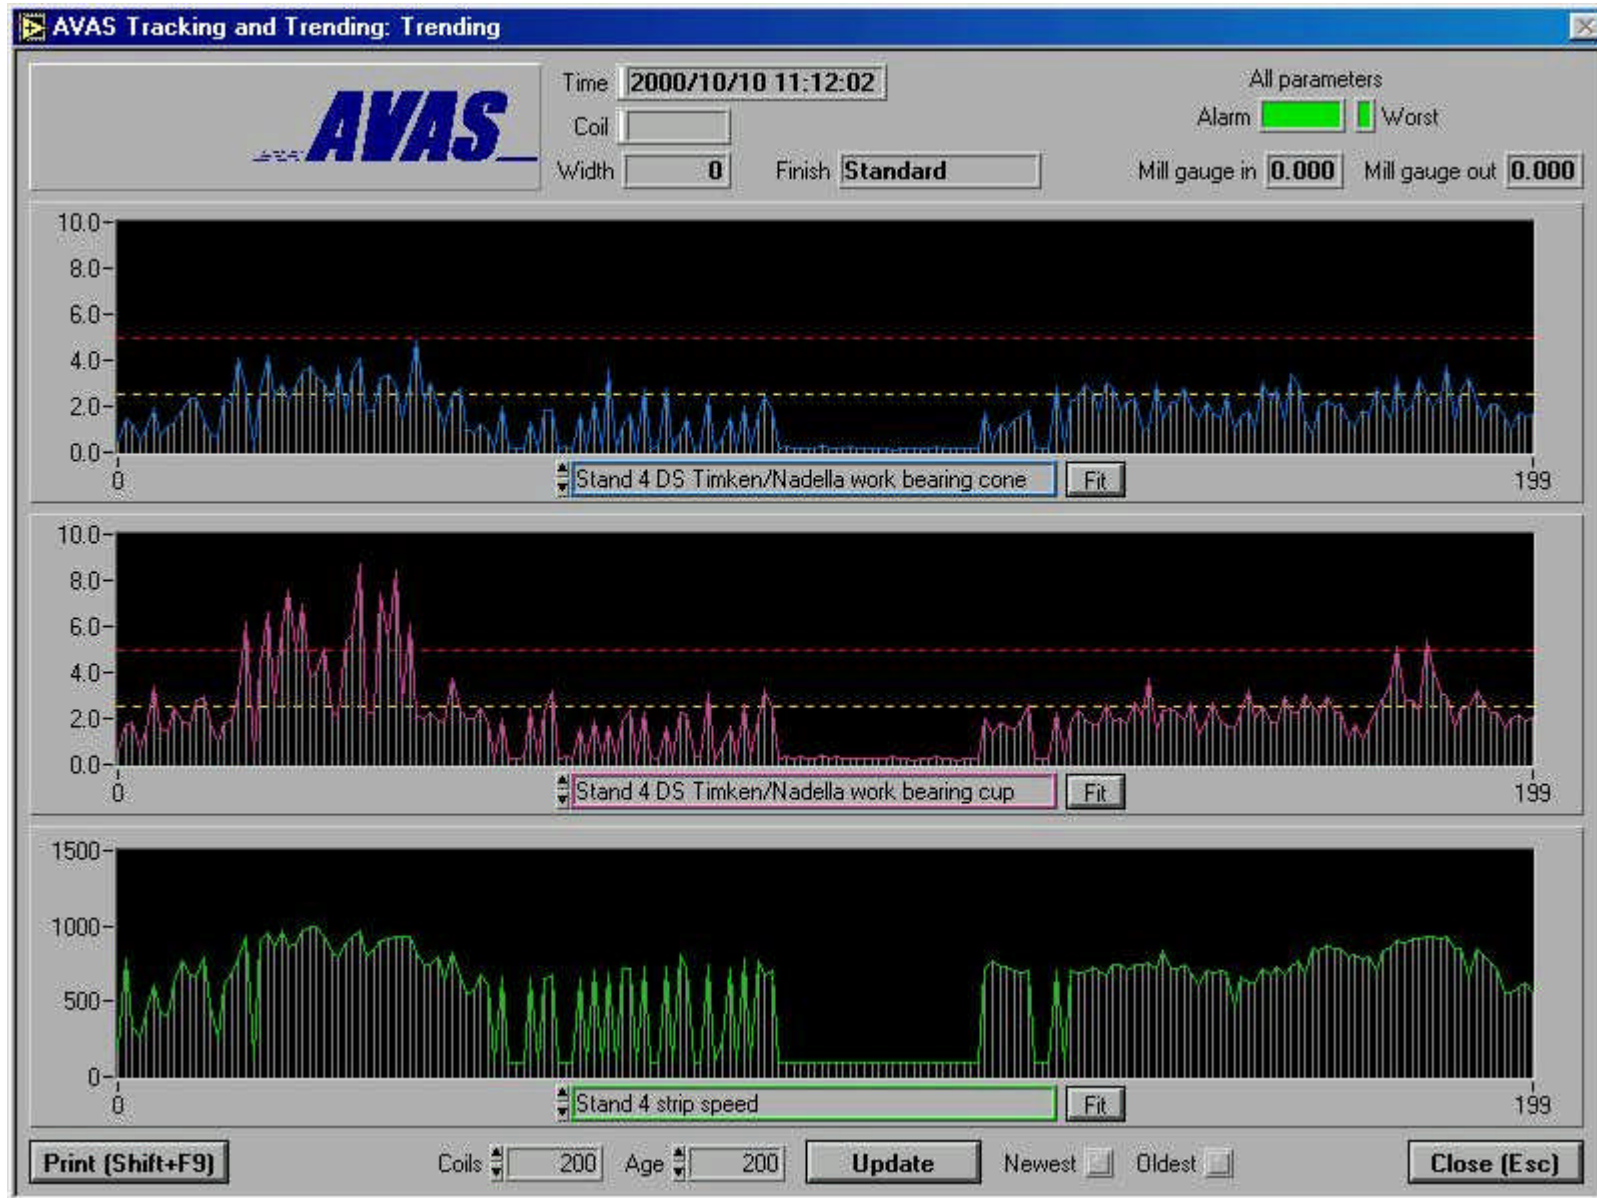 AVAS Tracking and Trending: Trending
AVAS
Time 2000/10/10 11:12:02
All parameters
Coil
Alarm Worst
Width 0 Finish Standard Mill gauge in 0.000 Mill gauge out 0.000
10.0
8.0
6.0
4.0
2.0
0.0
0 199
Stand 4 DS Timken/Nadella work bearing cone Fit
10.0
8.0
6.0
4.0
2.0
0.0
0 199
Stand 4 DS Timken/Nadella work bearing cup Fit
1500
1000
500
0
0 199
Stand 4 strip speed Fit
Print (Shift+F9) Coils 200 Age 200 Update Newest Oldest Close (Esc)